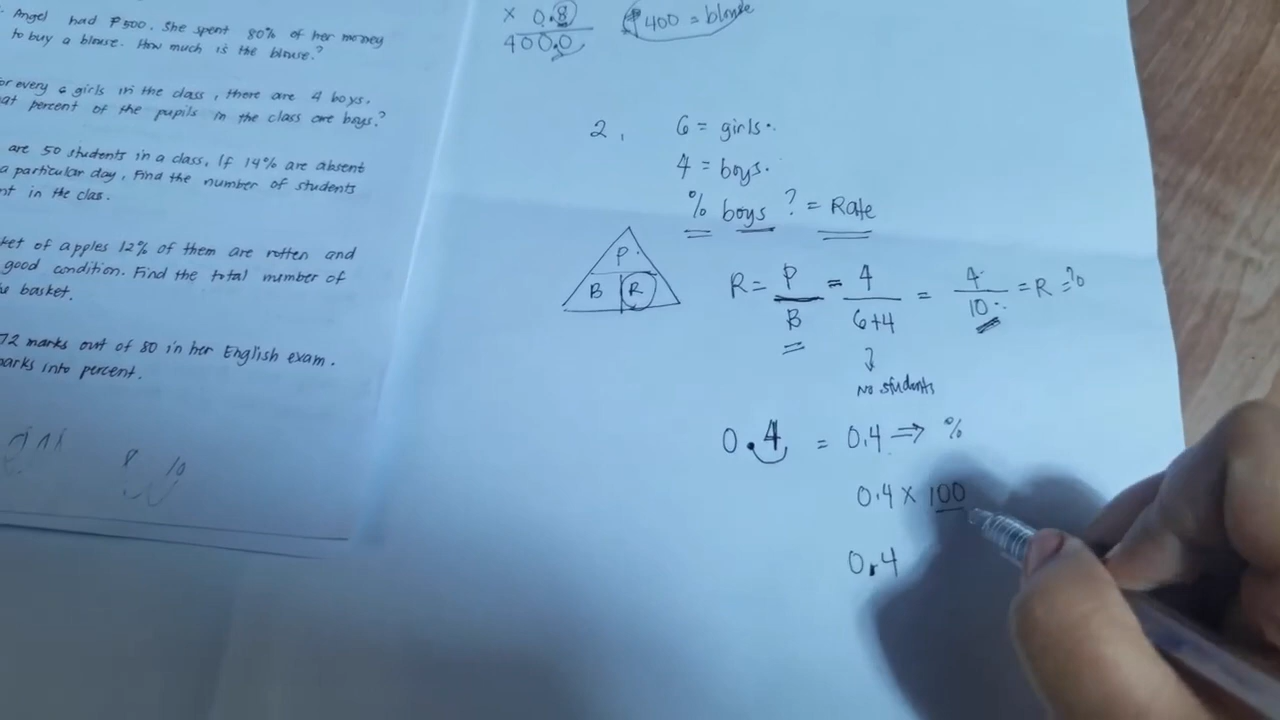 Angel had ₱500. She spent 80% of her money
to buy a blouse. How much is the blouse?
or every 6 girls in the class, there are 4 boys.
at percent of the pupils in the class are boys?
are 50 students in a class, If 14% are absent
a particular day, Find the number of students
nt in the clas.
ket of apples 12% of them are rotten and
good condition. Find the total number of
he basket.
72 marks out of 80 in her English exam.
marks into percent.
8 10
× 0.8
400.0
₱400 = blouse
2. 6 = girls.
4 = boys.
% boys ? = Rate
P
B R
R = P/B = 4/6+4 = 4/10 = R = %
No students
0.4 = 0.4 ⇒ %
0.4 × 100
0.4